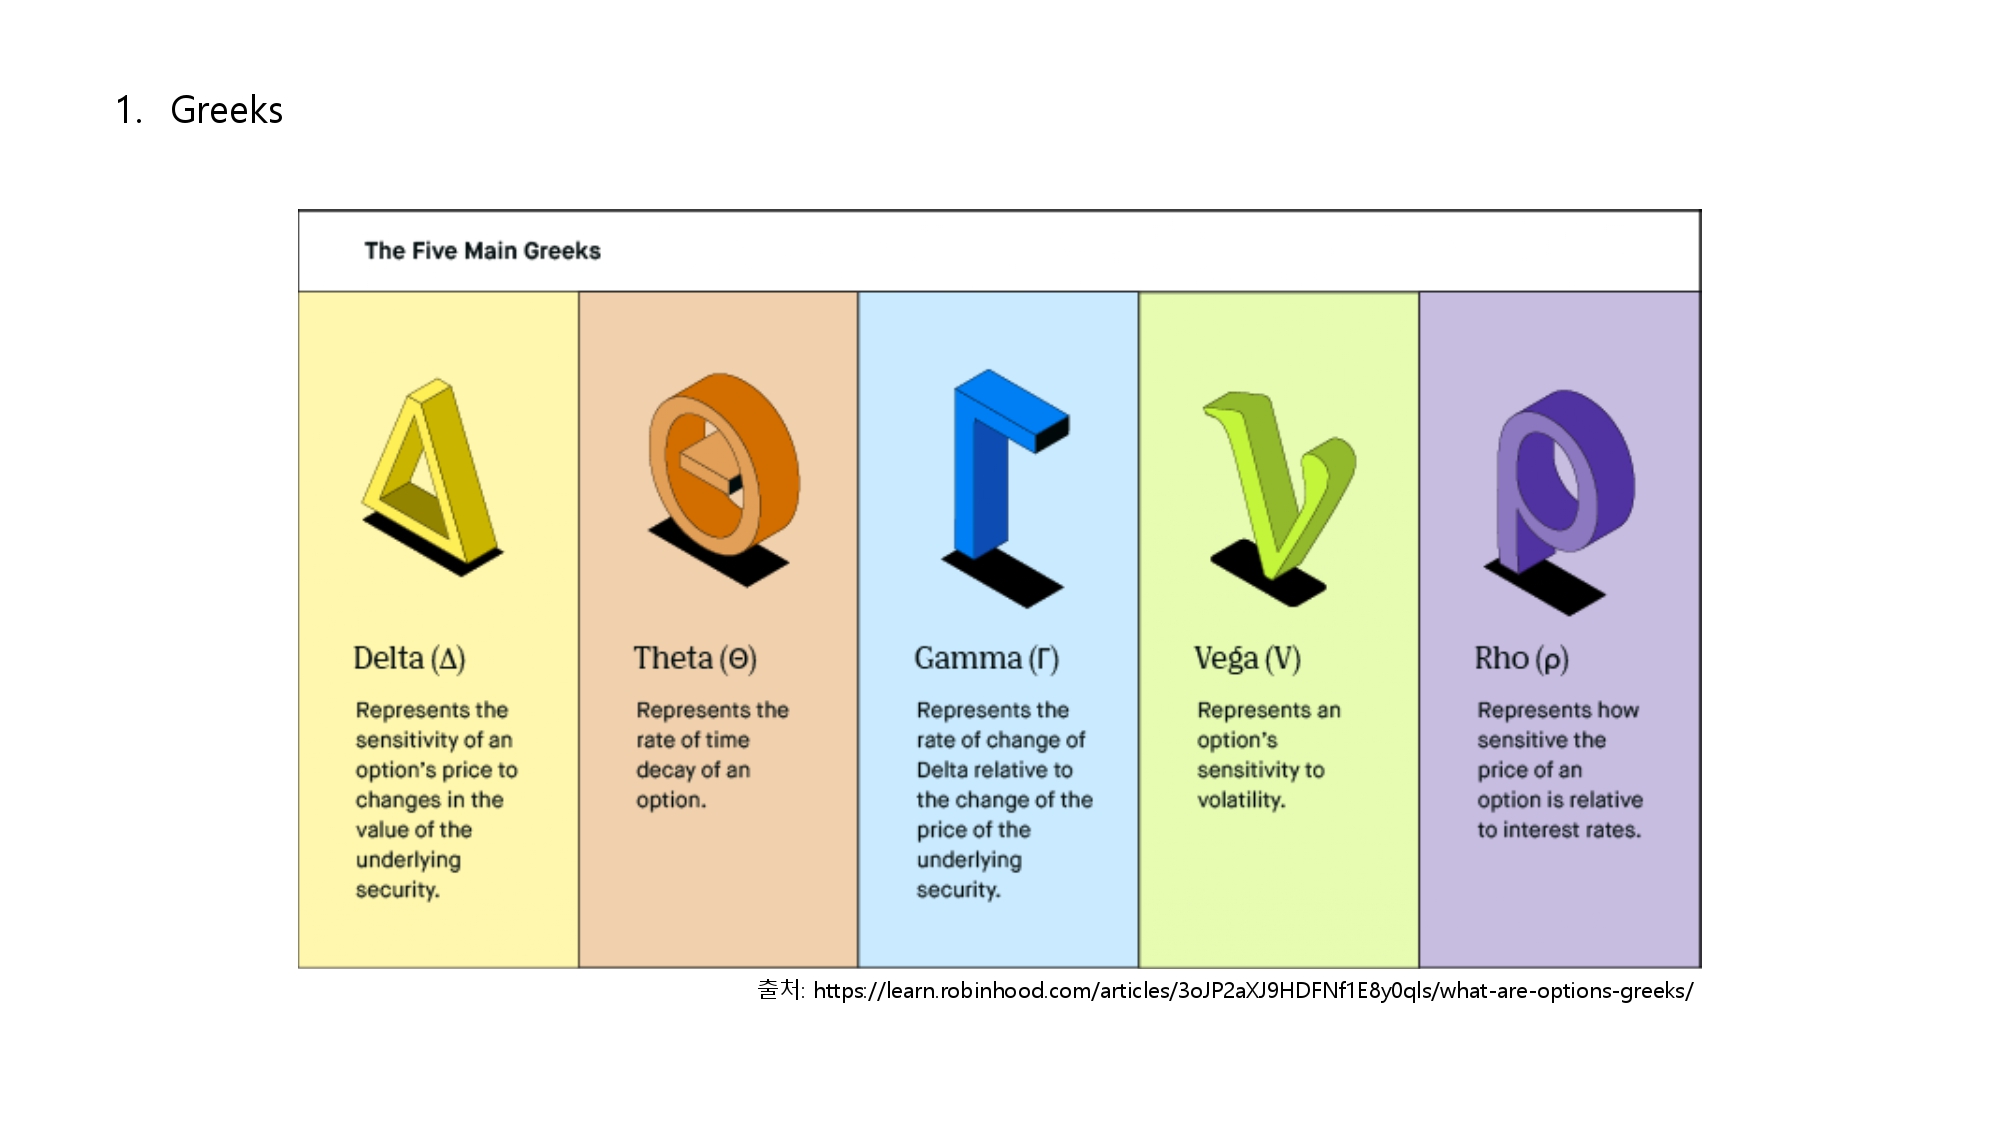 1. Greeks
The Five Main Greeks
Delta (Δ)
Represents the
sensitivity of an
option's price to
changes in the
value of the
underlying
security.
Theta (Θ)
Represents the
rate of time
decay of an
option.
Gamma (Γ)
Represents the
rate of change of
Delta relative to
the change of the
price of the
underlying
security.
Vega (V)
Represents an
option's
sensitivity to
volatility.
Rho (ρ)
Represents how
sensitive the
price of an
option is relative
to interest rates.
출처: https://learn.robinhood.com/articles/3oJP2aXJ9HDFNf1E8y0qls/what-are-options-greeks/